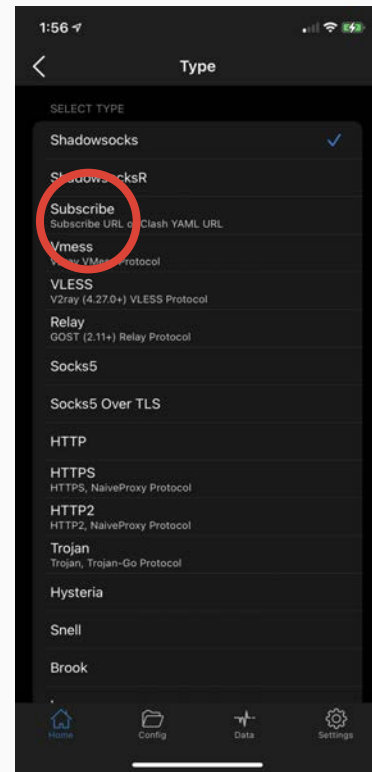 1:56
Type
SELECT TYPE
Shadowsocks
ShadowsocksR
Subscribe
Subscribe URL or Clash YAML URL
Vmess
V2ray VMess Protocol
VLESS
V2ray (4.27.0+) VLESS Protocol
Relay
GOST (2.11+) Relay Protocol
Socks5
Socks5 Over TLS
HTTP
HTTPS
HTTPS, NaiveProxy Protocol
HTTP2
HTTP2, NaiveProxy Protocol
Trojan
Trojan, Trojan-Go Protocol
Hysteria
Snell
Brook
Home Config Data Settings